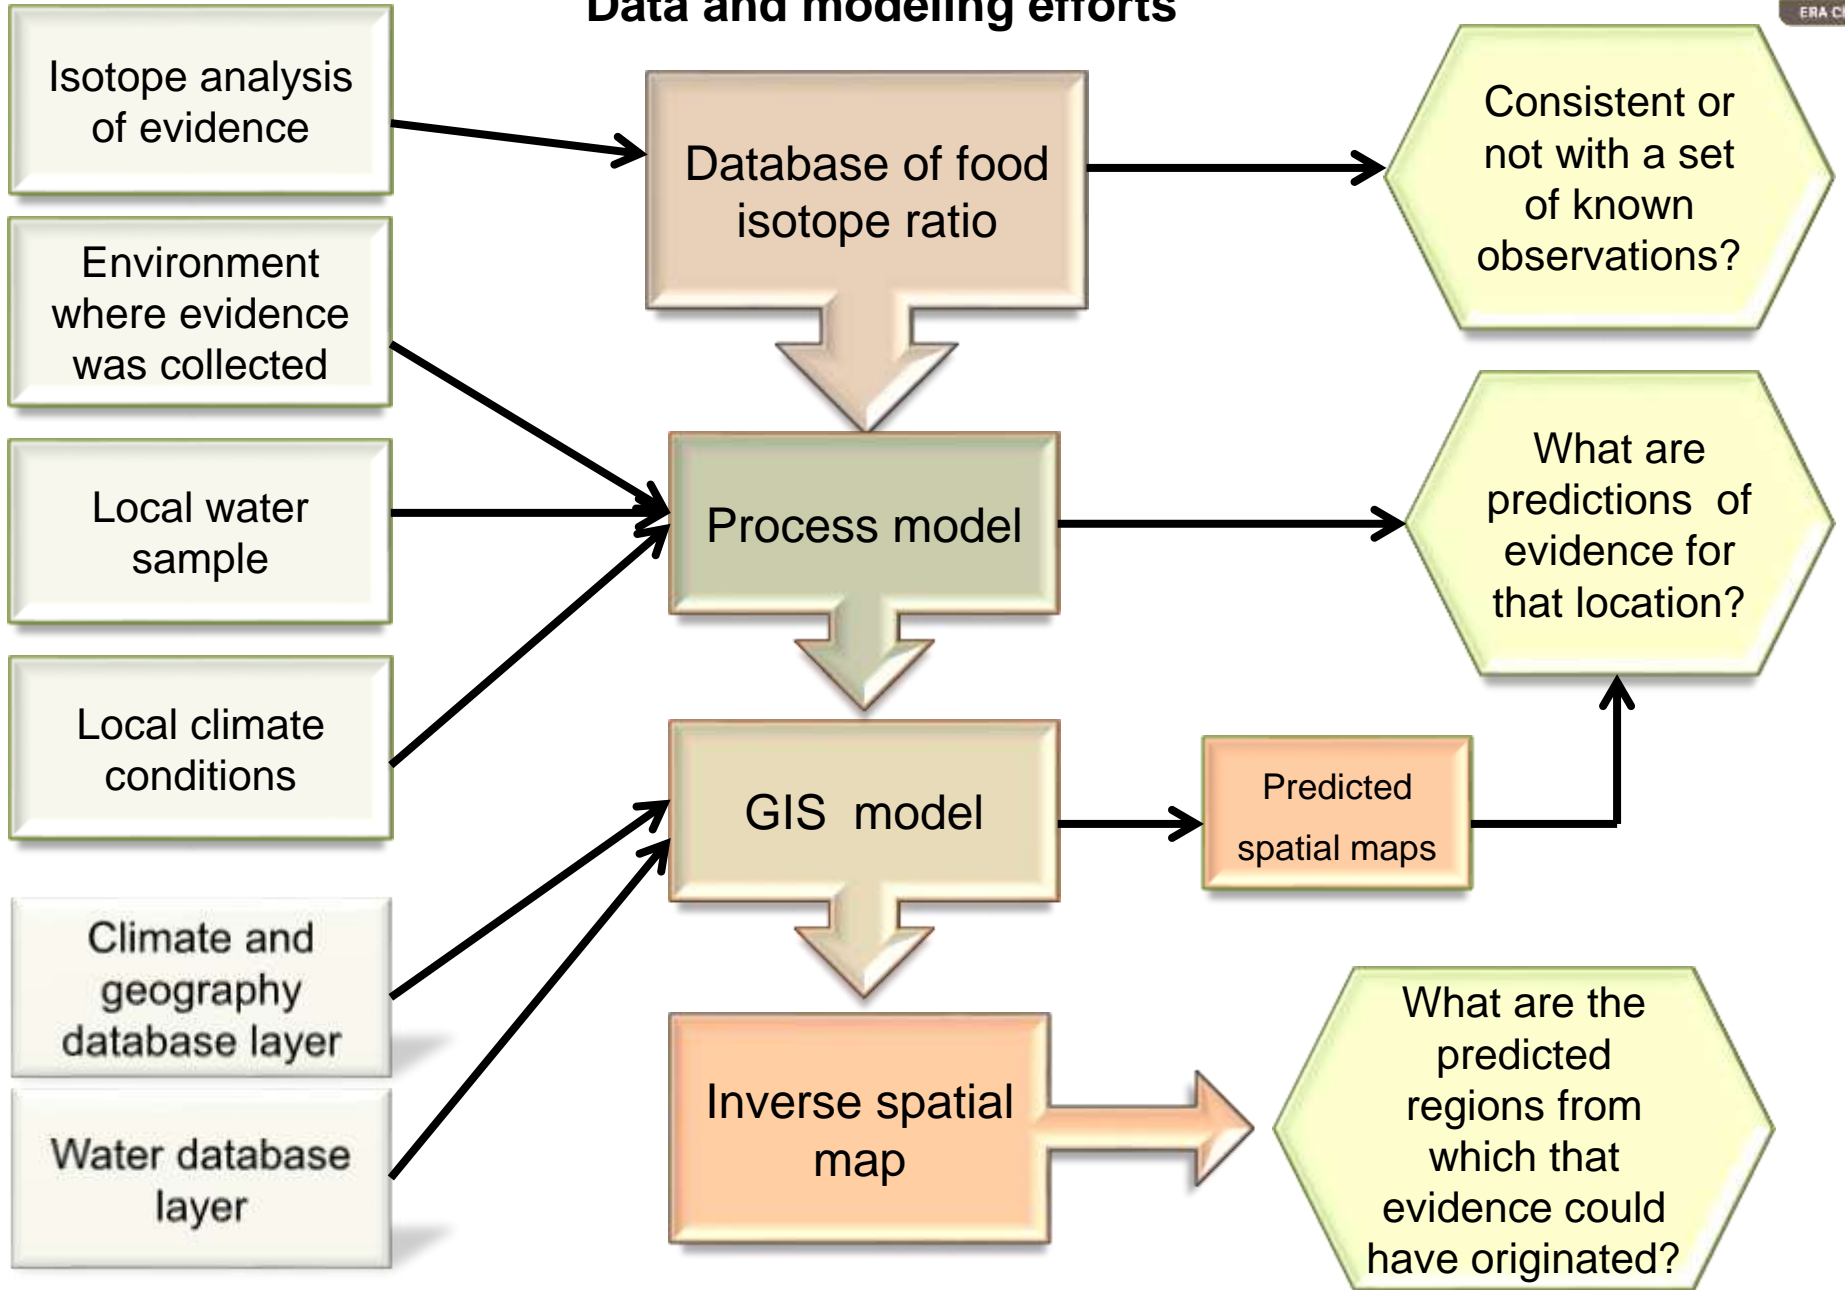 Data and modeling efforts
Isotope analysis
of evidence
Database of food
isotope ratio
Consistent or
not with a set
of known
observations?
Environment
where evidence
was collected
Local water
sample
Process model
What are
predictions of
evidence for
that location?
Local climate
conditions
GIS model
Predicted
spatial maps
Climate and
geography
database layer
Water database
layer
Inverse spatial
map
What are the
predicted
regions from
which that
evidence could
have originated?